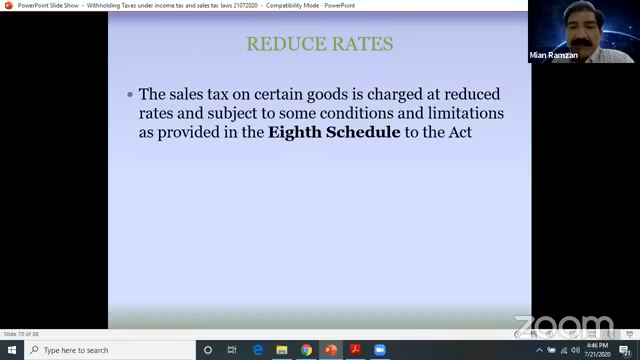 PowerPoint Slide Show - Withholding Taxes under income tax and sales tax laws 21072020 - Compatibility Mode - PowerPoint
Mian Ramzan
REDUCE RATES
• The sales tax on certain goods is charged at reduced
rates and subject to some conditions and limitations
as provided in the Eighth Schedule to the Act
Slide 70 of 88
zoom
Type here to search
4:46 PM
7/21/2020